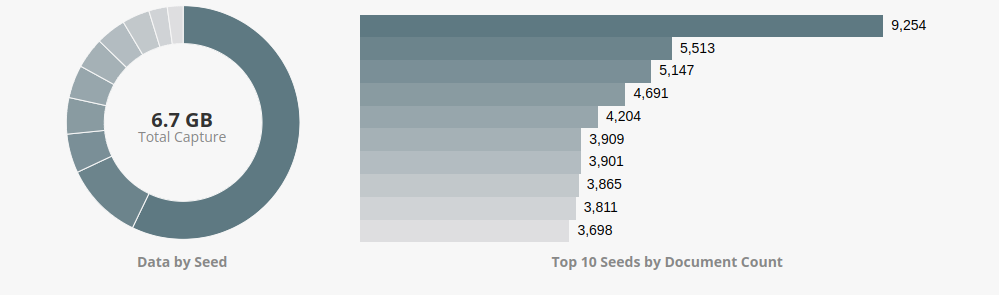 6.7 GB
Total Capture
Data by Seed
9,254
5,513
5,147
4,691
4,204
3,909
3,901
3,865
3,811
3,698
Top 10 Seeds by Document Count